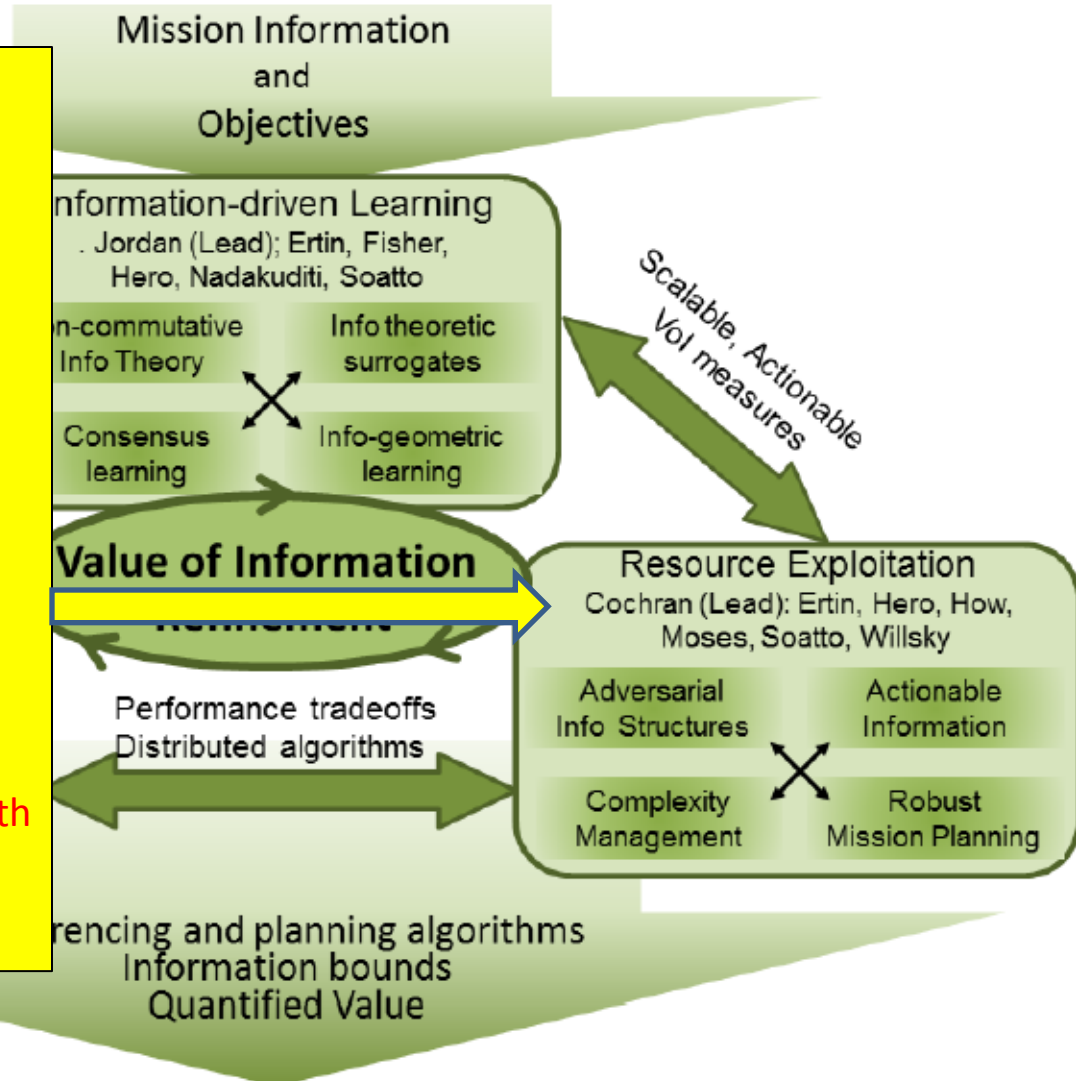 Mission Information
and
Objectives
nformation-driven Learning
. Jordan (Lead); Ertin, Fisher,
Hero, Nadakuditi, Soatto
n-commutative
Info Theory
Info theoretic
surrogates
Consensus
learning
Info-geometric
learning
Scalable, Actionable
VoI measures
Value of Information
Refinement
Resource Exploitation
Cochran (Lead): Ertin, Hero, How,
Moses, Soatto, Willsky
Adversarial
Info Structures
Actionable
Information
Complexity
Management
Robust
Mission Planning
Performance tradeoffs
Distributed algorithms
th
rencing and planning algorithms
Information bounds
Quantified Value